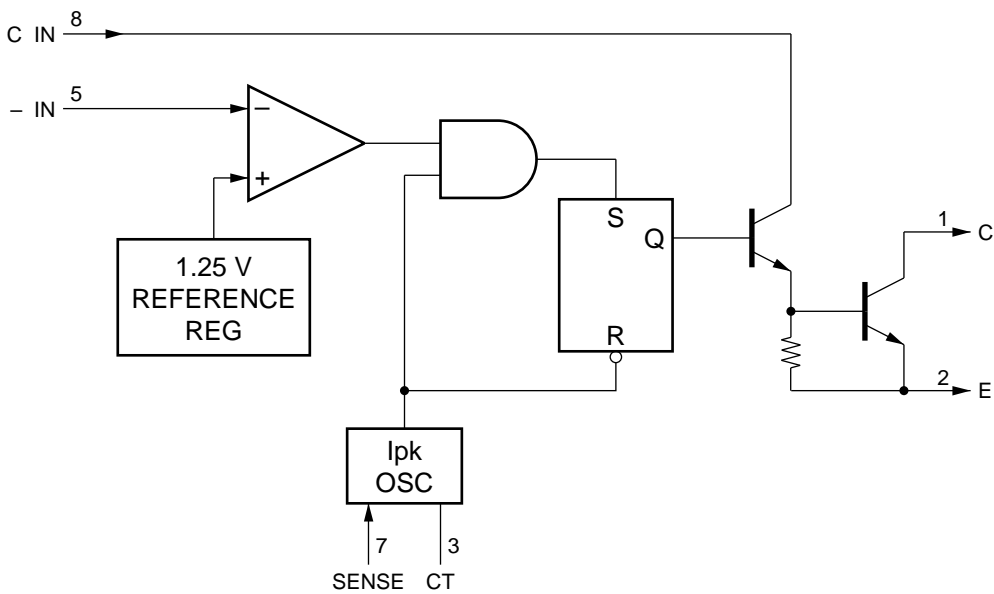 8
C IN
5
– IN
–
+
1.25 V
REFERENCE
REG
S
Q
R
1
C
2
E
Ipk
OSC
7
3
SENSE
CT